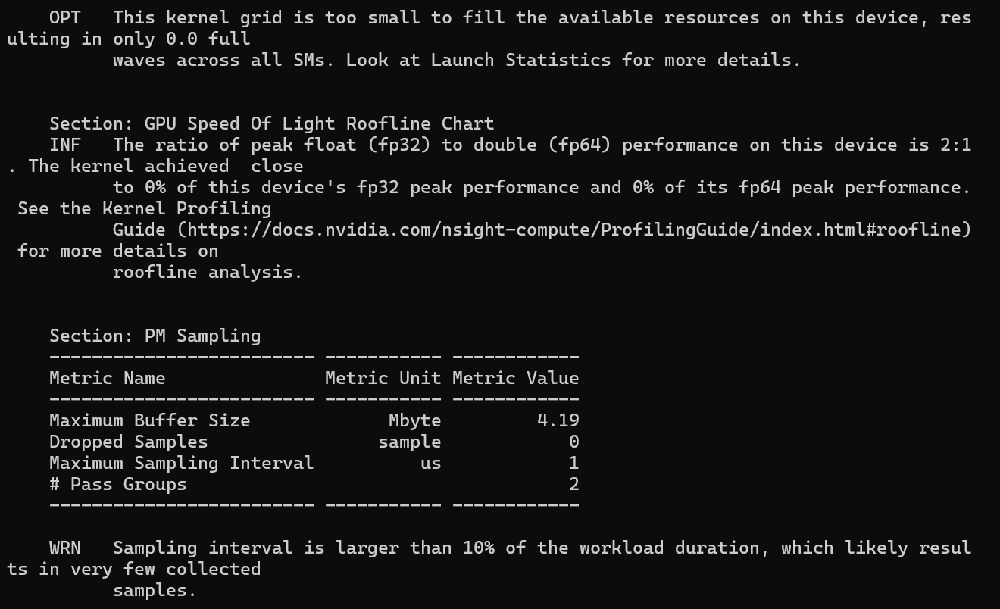 OPT   This kernel grid is too small to fill the available resources on this device, res
ulting in only 0.0 full
waves across all SMs. Look at Launch Statistics for more details.
Section: GPU Speed Of Light Roofline Chart
INF   The ratio of peak float (fp32) to double (fp64) performance on this device is 2:1
. The kernel achieved  close
to 0% of this device's fp32 peak performance and 0% of its fp64 peak performance.
See the Kernel Profiling
Guide (https://docs.nvidia.com/nsight-compute/ProfilingGuide/index.html#roofline)
for more details on
roofline analysis.
Section: PM Sampling
------------------------- ----------- ------------
Metric Name               Metric Unit Metric Value
------------------------- ----------- ------------
Maximum Buffer Size             Mbyte         4.19
Dropped Samples                sample            0
Maximum Sampling Interval          us            1
# Pass Groups                                    2
------------------------- ----------- ------------
WRN   Sampling interval is larger than 10% of the workload duration, which likely resul
ts in very few collected
samples.